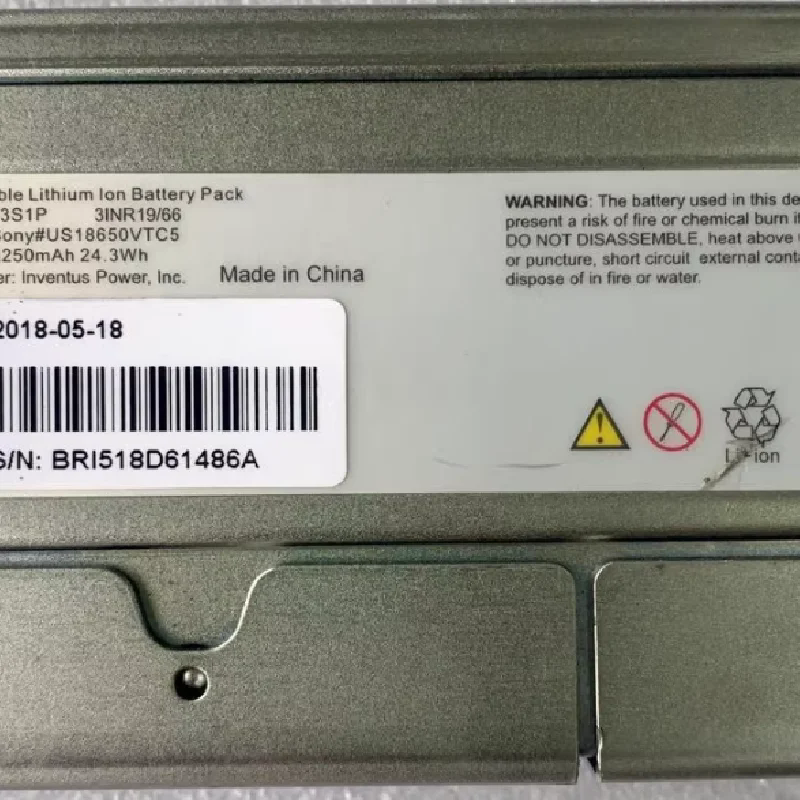 ble Lithium Ion Battery Pack
3S1P 3INR19/66
ony#US18650VTC5
250mAh 24.3Wh
er: Inventus Power, Inc. Made in China
2018-05-18
S/N: BRI518D61486A
WARNING: The battery used in this de
present a risk of fire or chemical burn i
DO NOT DISASSEMBLE, heat above
or puncture, short circuit external conta
dispose of in fire or water.
Li-ion